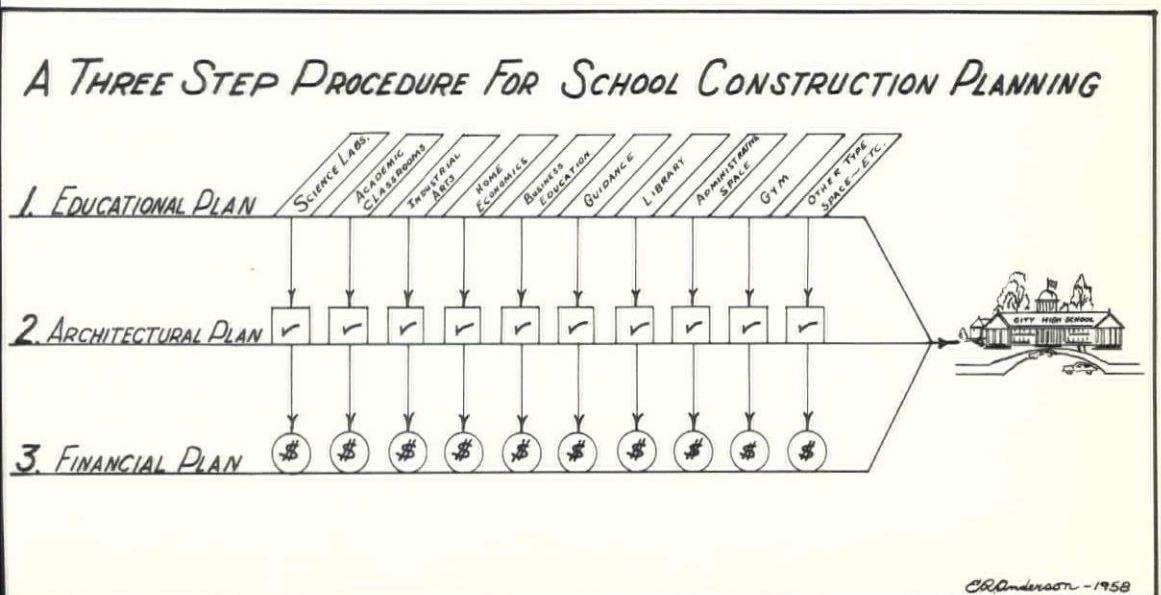 A THREE STEP PROCEDURE FOR SCHOOL CONSTRUCTION PLANNING
1. EDUCATIONAL PLAN
SCIENCE LABS.
ACADEMIC
CLASSROOMS
INDUSTRIAL
ARTS
HOME
ECONOMICS
BUSINESS
EDUCATION
GUIDANCE
LIBRARY
ADMINISTRATIVE
SPACE
GYM
OTHER TYPE
SPACE - ETC.
2. ARCHITECTURAL PLAN
CITY HIGH SCHOOL
3. FINANCIAL PLAN
$ $ $ $ $ $ $ $ $ $
E.R. Anderson - 1958